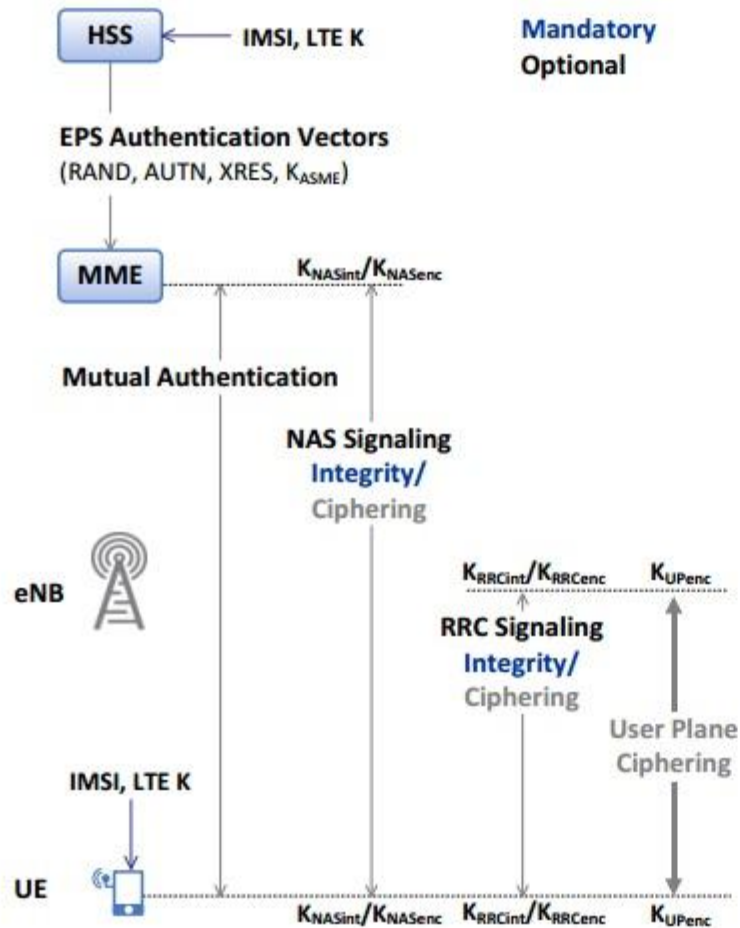 HSS
IMSI, LTE K
Mandatory
Optional
EPS Authentication Vectors
(RAND, AUTN, XRES, KASME)
MME
KNASint/KNASenc
Mutual Authentication
NAS Signaling
Integrity/
Ciphering
eNB
KRRCint/KRRCenc
KUPenc
RRC Signaling
Integrity/
Ciphering
User Plane
Ciphering
IMSI, LTE K
UE
KNASint/KNASenc
KRRCint/KRRCenc
KUPenc